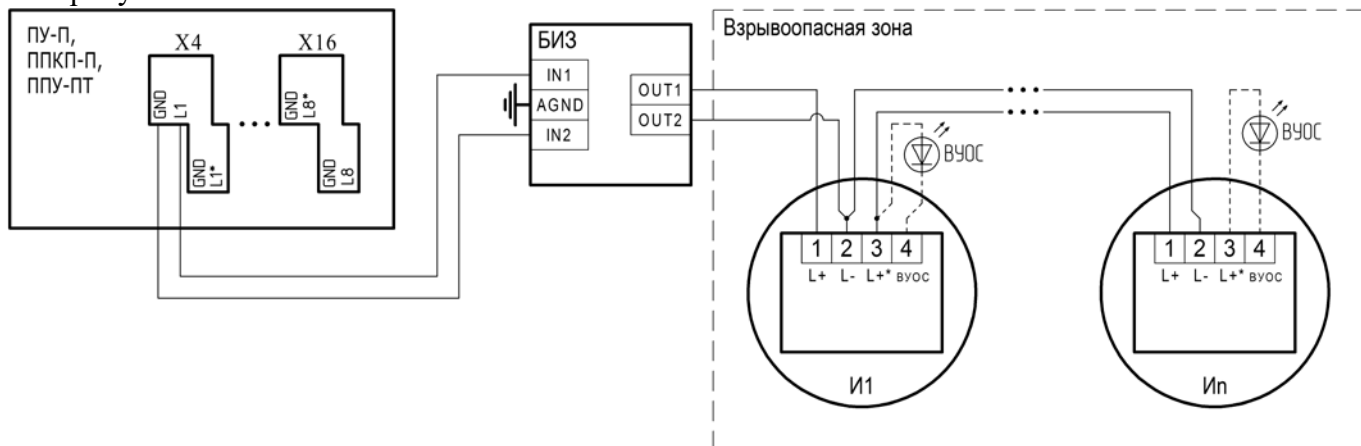 ПУ-П,
ППКП-П,
ППУ-ПТ
X4
X16
GND
L1
GND
L1*
GND
L8*
GND
L8
БИЗ
IN1
AGND
IN2
OUT1
OUT2
Взрывоопасная зона
ВУОС
ВУОС
1 2 3 4
L+ L- L+* ВУОС
И1
1 2 3 4
L+ L- L+* ВУОС
Иn